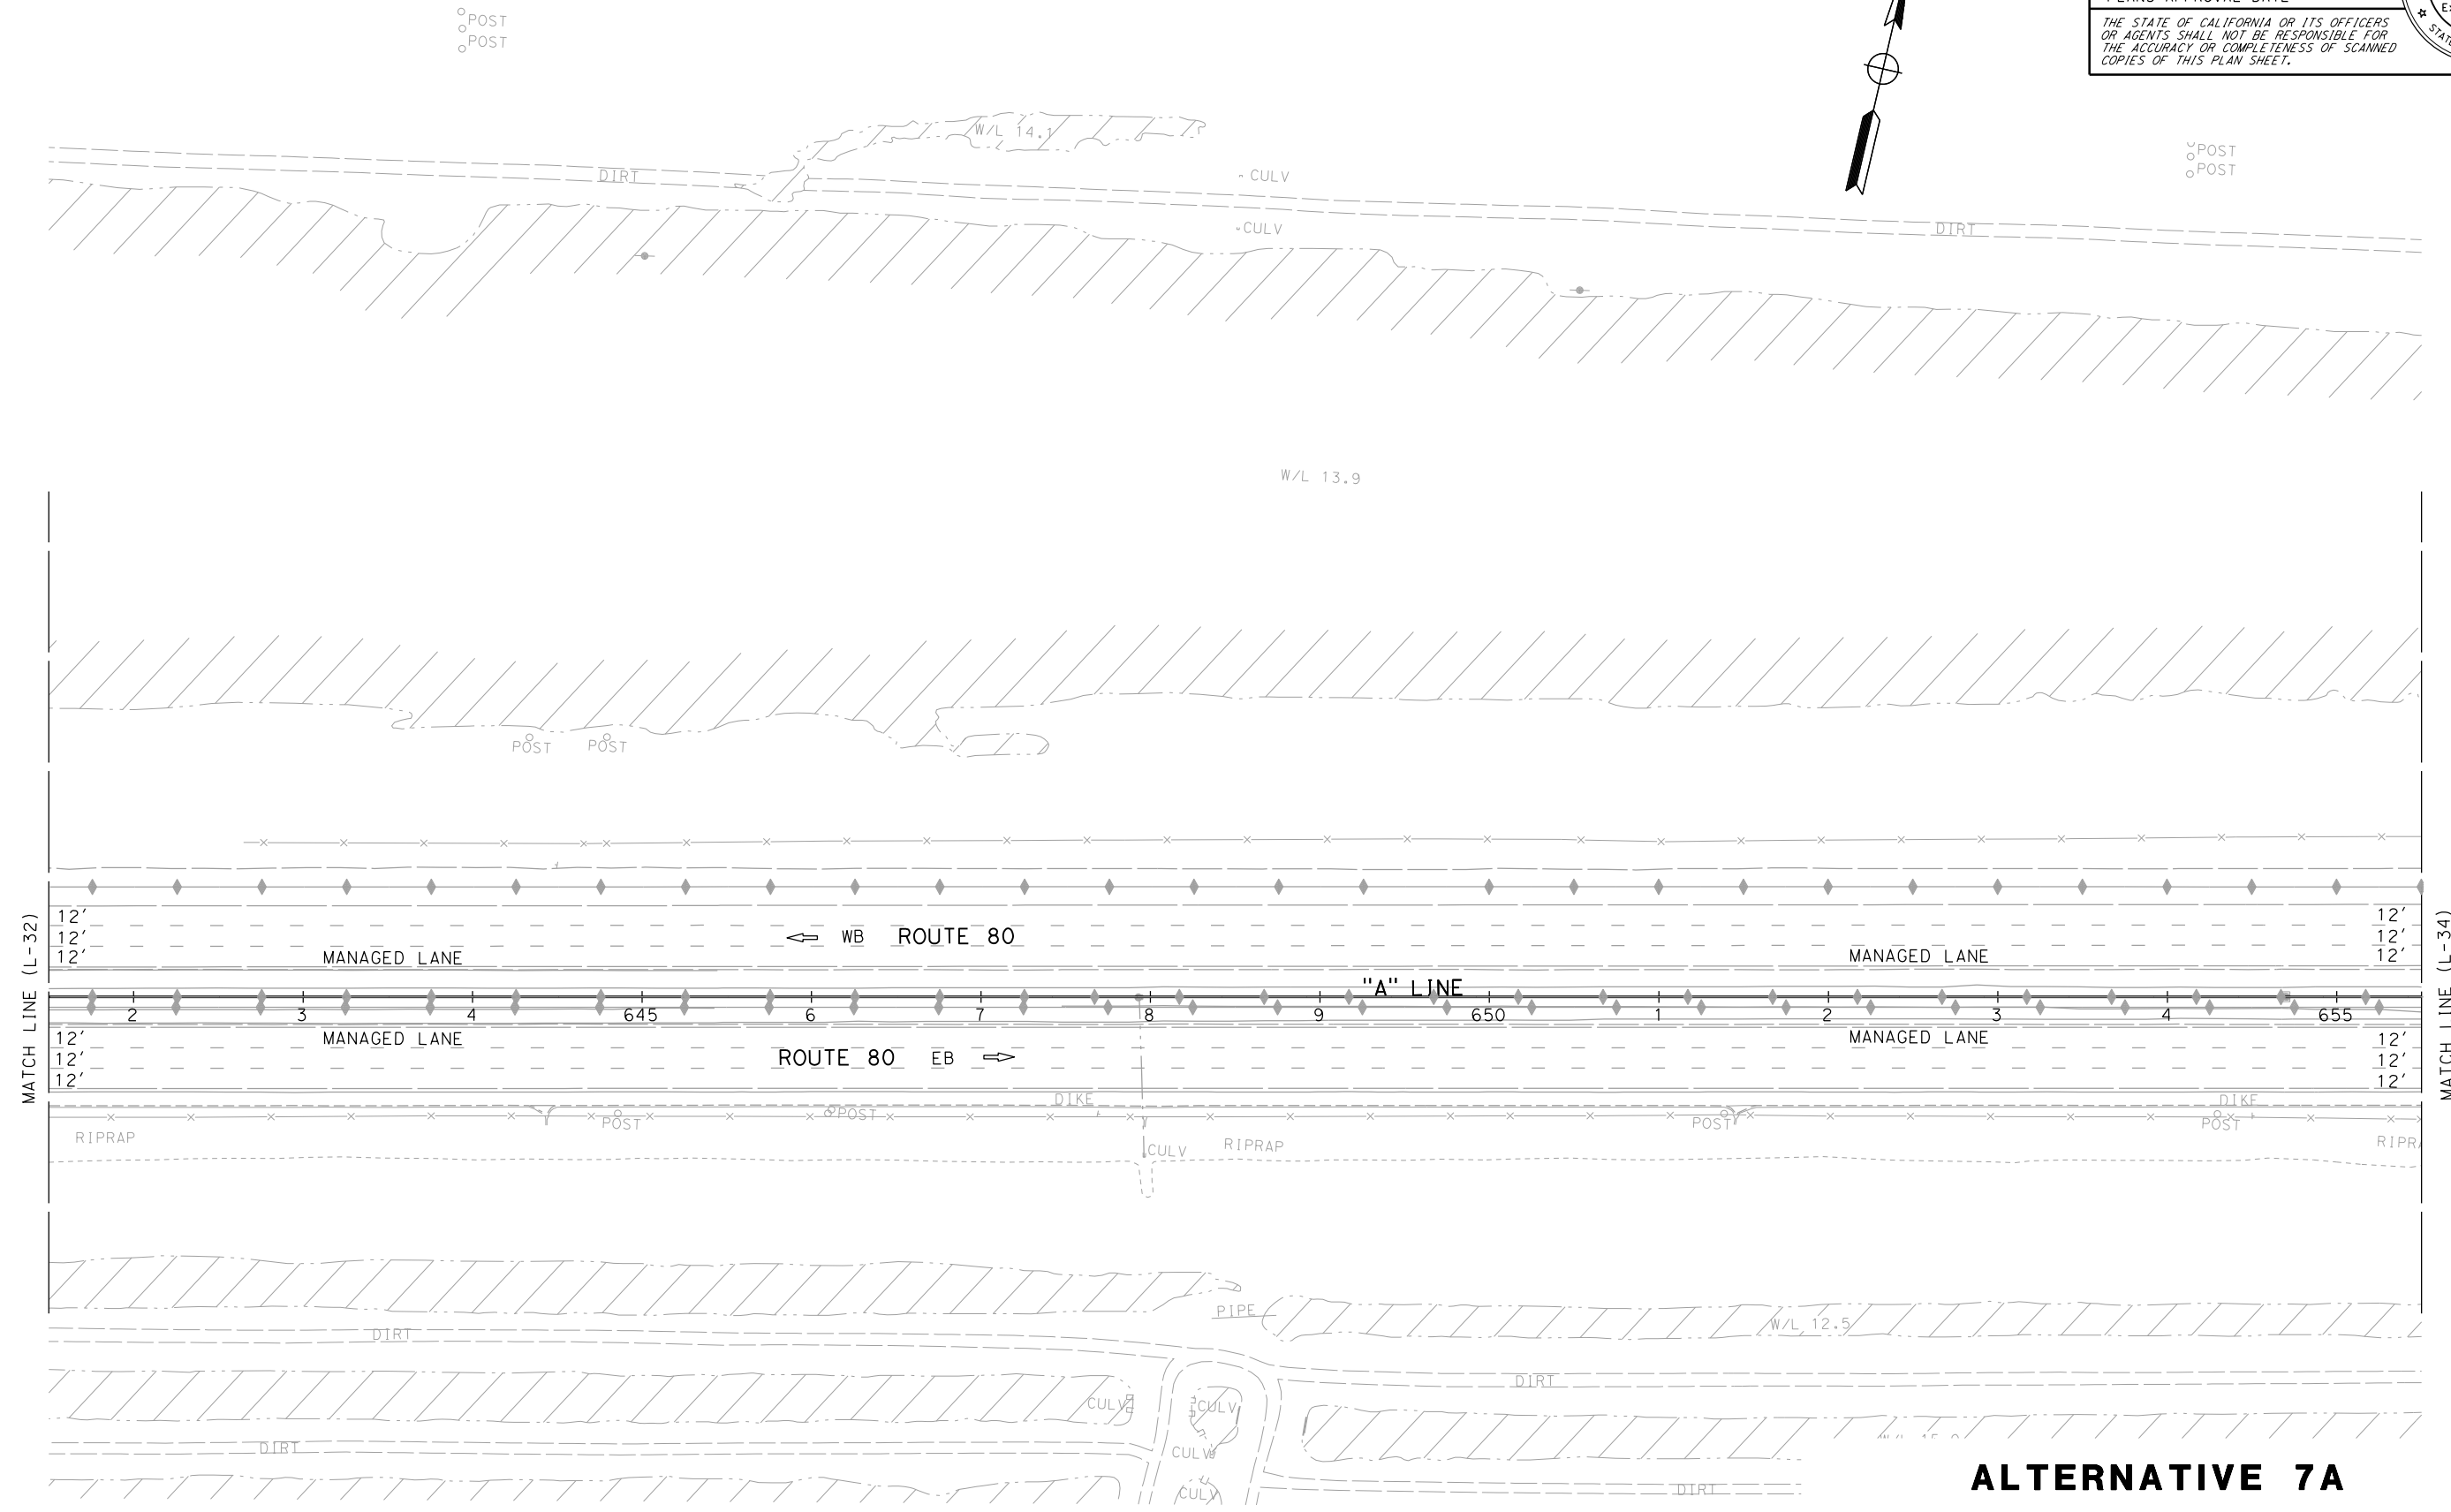 POST
POST
THE STATE OF CALIFORNIA OR ITS OFFICERS
OR AGENTS SHALL NOT BE RESPONSIBLE FOR
THE ACCURACY OR COMPLETENESS OF SCANNED
COPIES OF THIS PLAN SHEET.
W/L 14.1
POST
POST
DIRT
CULV
CULV
DIRT
W/L 13.9
POST
POST
12'
12'
12'
12'
WB ROUTE 80
12'
12'
MANAGED LANE
MANAGED LANE
MATCH LINE (L-32)
MATCH LINE (L-34)
"A" LINE
2 3 4 645 6 7 8 9 650 1 2 3 4 655
12'
MANAGED LANE
MANAGED LANE
12'
12'
ROUTE 80 EB
12'
12'
12'
DIKE
DIKE
POST
POST
POST
POST
RIPRAP
RIPRAP
CULV
PIPE
DIRT
W/L 12.5
DIRT
CULV
CULV
DIRT
CULV
CULV
DIRT
ALTERNATIVE 7A